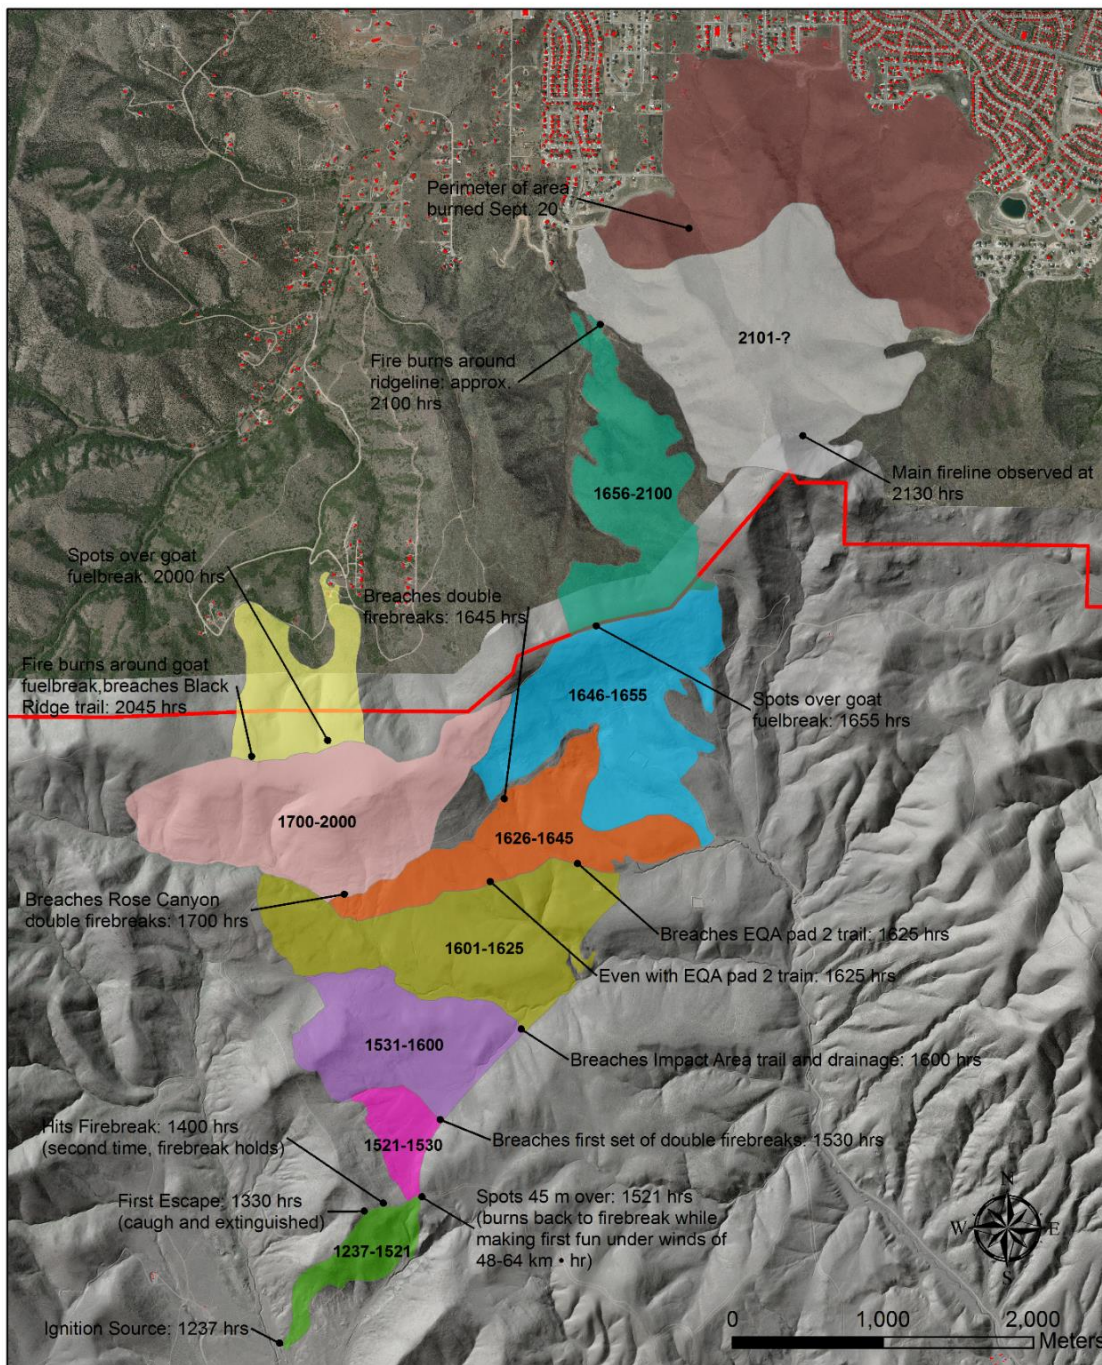 Perimeter of area
burned Sept. 20
2101-?
Fire burns around
ridgeline: approx.
2100 hrs
Main fireline observed at
2130 hrs
1656-2100
Spots over goat
fuelbreak: 2000 hrs
Breaches double
firebreaks: 1645 hrs
Fire burns around goat
fuelbreak,breaches Black
Ridge trail: 2045 hrs
1646-1655
Spots over goat
fuelbreak: 1655 hrs
1700-2000
1626-1645
Breaches Rose Canyon
double firebreaks: 1700 hrs
Breaches EQA pad 2 trail: 1625 hrs
1601-1625
Even with EQA pad 2 train: 1625 hrs
1531-1600
Breaches Impact Area trail and drainage: 1600 hrs
Hits Firebreak: 1400 hrs
(second time, firebreak holds)
1521-1530
Breaches first set of double firebreaks: 1530 hrs
First Escape: 1330 hrs
(caugh and extinguished)
Spots 45 m over: 1521 hrs
(burns back to firebreak while
making first fun under winds of
48-64 km • hr)
1237-1521
N
W E
S
Ignition Source: 1237 hrs
0 1,000 2,000
Meters